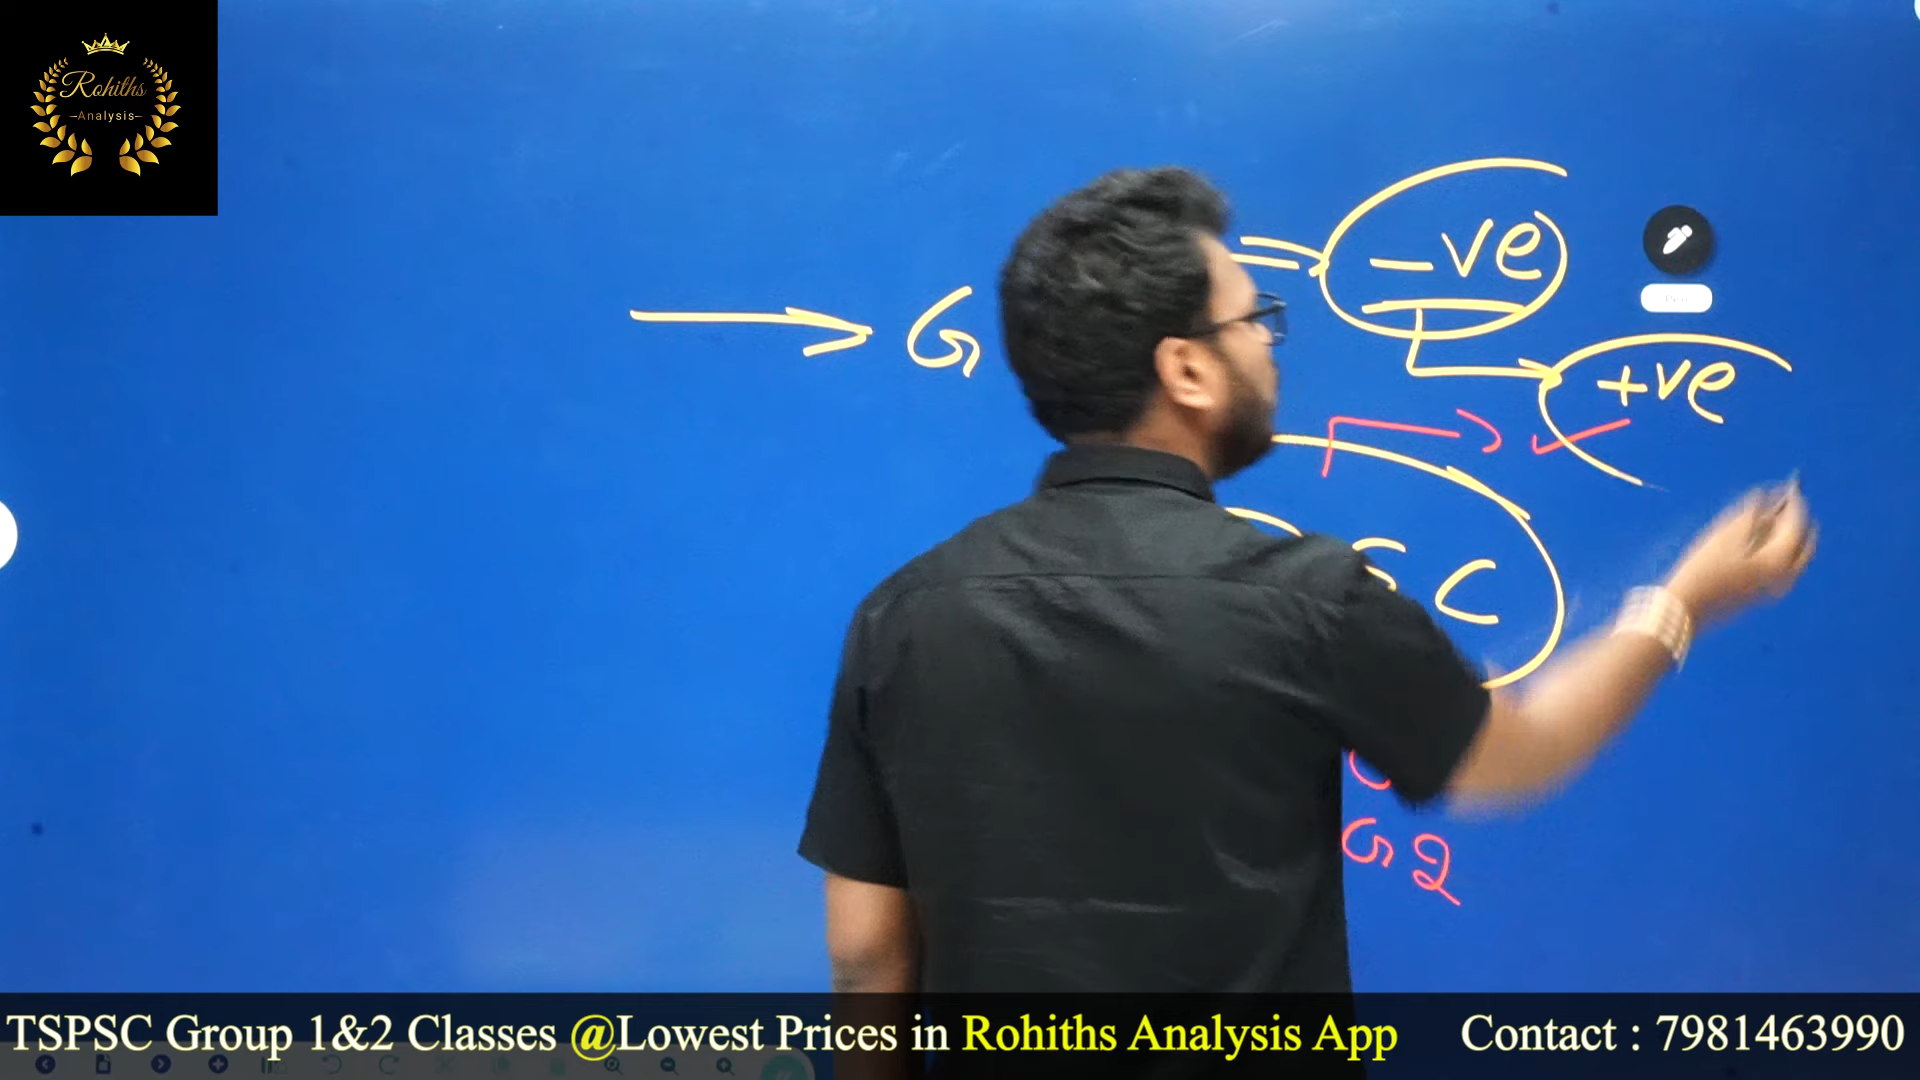 Rohiths
Analysis
-ve
G
+ve
C
G2
TSPSC Group 1&2 Classes @Lowest Prices in Rohiths Analysis App Contact : 7981463990